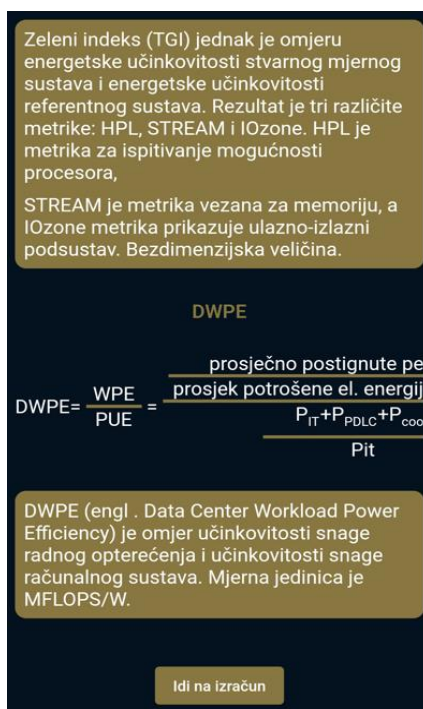 Zeleni indeks (TGI) jednak je omjeru
energetske učinkovitosti stvarnog mjernog
sustava i energetske učinkovitosti
referentnog sustava. Rezultat je tri različite
metrike: HPL, STREAM i IOzone. HPL je
metrika za ispitivanje mogućnosti
procesora,
STREAM je metrika vezana za memoriju, a
IOzone metrika prikazuje ulazno-izlazni
podsustav. Bezdimenzijska veličina.
DWPE
prosječno postignute pe
prosjek potrošene el. energij
DWPE= WPE / PUE =
P_IT+P_PDLC+P_coo
Pit
DWPE (engl . Data Center Workload Power
Efficiency) je omjer učinkovitosti snage
radnog opterećenja i učinkovitosti snage
računalnog sustava. Mjerna jedinica je
MFLOPS/W.
Idi na izračun